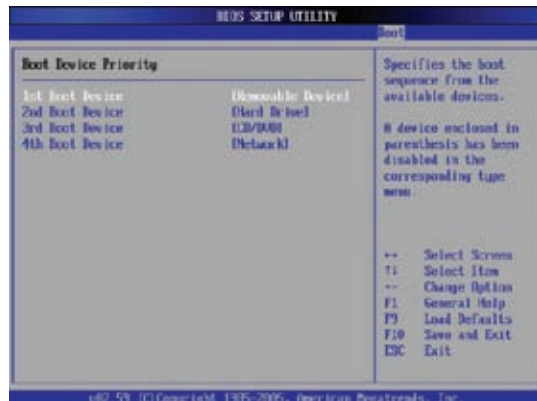 BIOS SETUP UTILITY
Boot
Boot Device Priority
1st Boot Device [Removable Device]
2nd Boot Device [Hard Drive]
3rd Boot Device [CD/DVD]
4th Boot Device [Network]
Specifies the boot
sequence from the
available devices.
A device enclosed in
parenthesis has been
disabled in the
corresponding type
menu.
↔ Select Screen
↑↓ Select Item
Change Option
F1 General Help
F9 Load Defaults
F10 Save and Exit
ESC Exit
v02.59 (C)Copyright 1985-2005, American Megatrends, Inc.